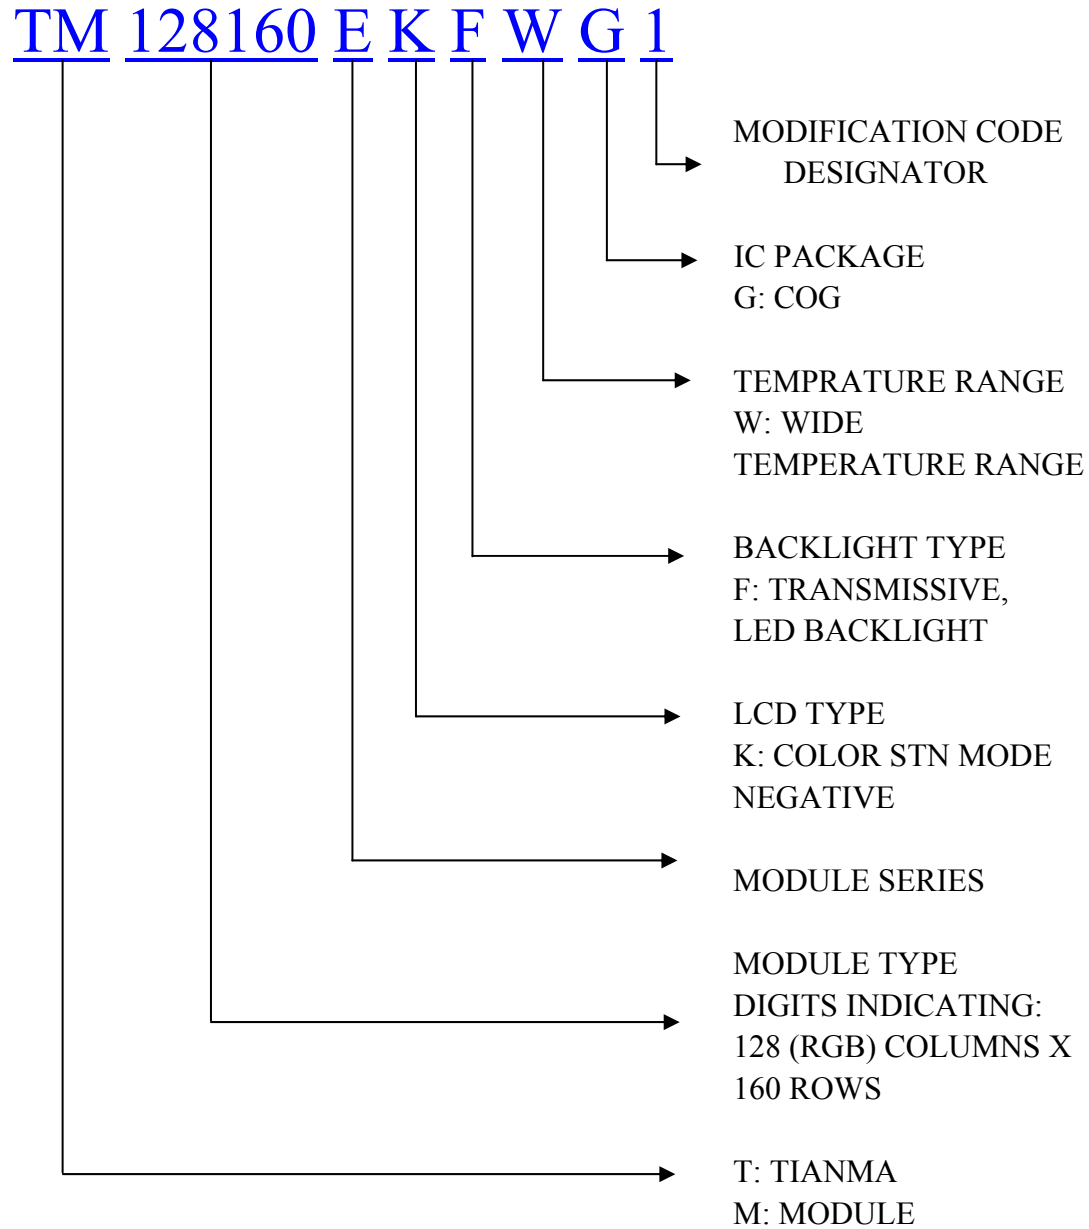 TM 128160 E K F W G 1
MODIFICATION CODE
DESIGNATOR
IC PACKAGE
G: COG
TEMPRATURE RANGE
W: WIDE
TEMPERATURE RANGE
BACKLIGHT TYPE
F: TRANSMISSIVE,
LED BACKLIGHT
LCD TYPE
K: COLOR STN MODE
NEGATIVE
MODULE SERIES
MODULE TYPE
DIGITS INDICATING:
128 (RGB) COLUMNS X
160 ROWS
T: TIANMA
M: MODULE